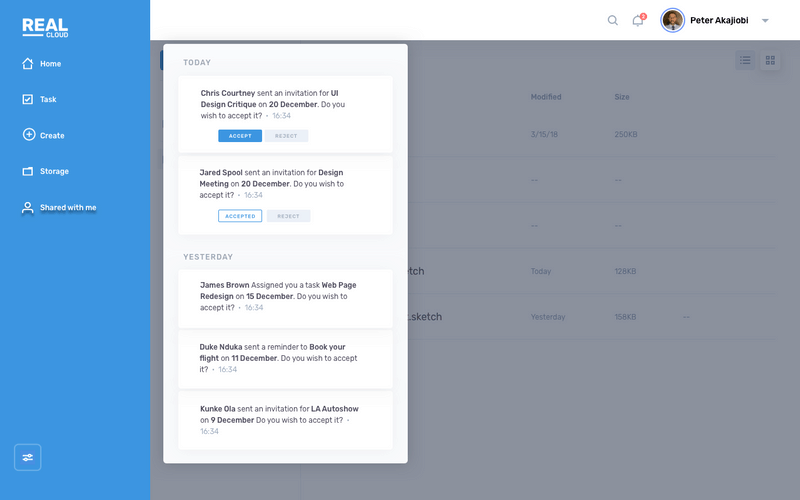 REAL
CLOUD
Home
Task
Create
Storage
Shared with me
3
Peter Akajiobi
TODAY
Chris Courtney sent an invitation for UI
Design Critique on 20 December. Do you
wish to accept it? • 16:34
ACCEPT
REJECT
Jared Spool sent an invitation for Design
Meeting on 20 December. Do you wish to
accept it? • 16:34
ACCEPTED
REJECT
YESTERDAY
James Brown Assigned you a task Web Page
Redesign on 15 December. Do you wish to
accept it? • 16:34
Duke Nduka sent a reminder to Book your
flight on 11 December. Do you wish to accept
it? • 16:34
Kunke Ola sent an invitation for LA Autoshow
on 9 December Do you wish to accept it? •
16:34
Modified Size
3/15/18 250KB
-- --
-- --
tch Today 128KB
.sketch Yesterday 158KB --